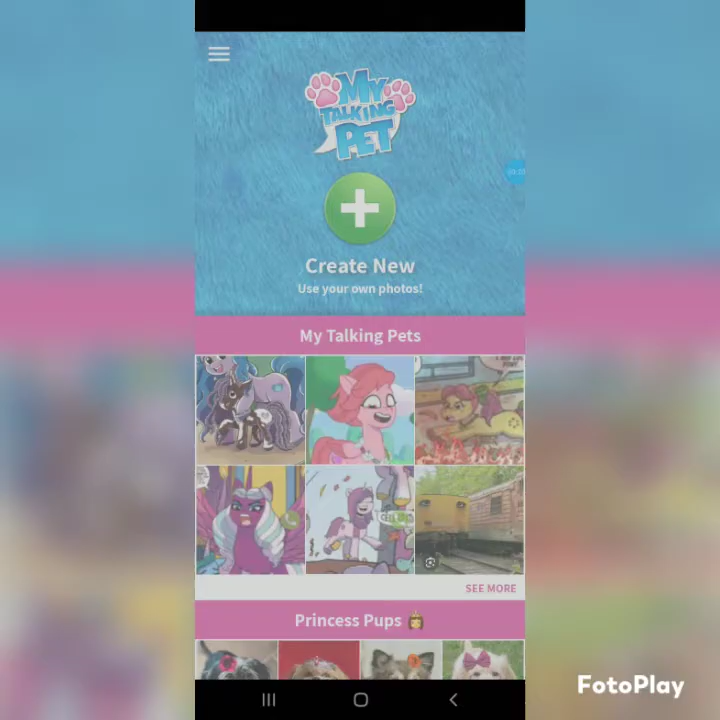 MY
TALKING
PET
Create New
Use your own photos!
My Talking Pets
SEE MORE
Princess Pups
FotoPlay